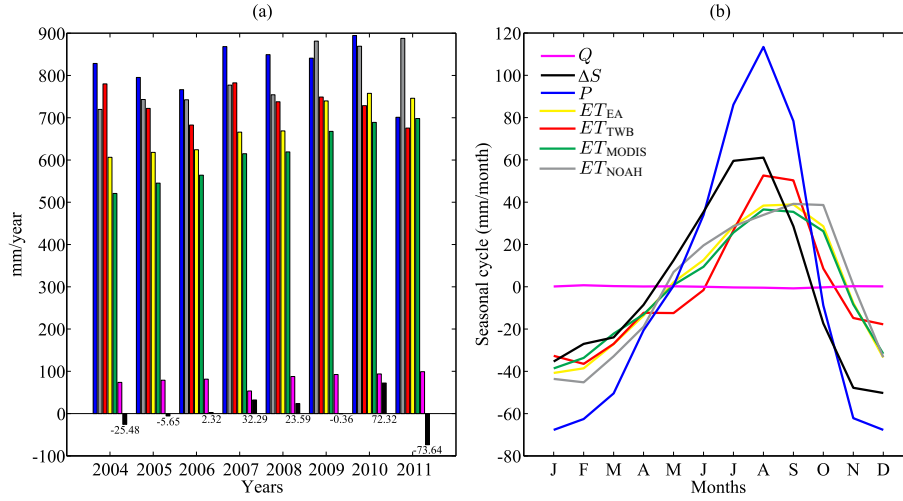 (a)
900
800
700
600
500
400
300
200
100
0
-100
mm/year
-25.48
-5.65
2.32
32.29
23.59
-0.36
72.32
-73.64
2004 2005 2006 2007 2008 2009 2010 2011
Years
(b)
120
100
80
60
40
20
0
-20
-40
-60
-80
Seasonal cycle (mm/month)
Q
ΔS
P
ET_EA
ET_TWB
ET_MODIS
ET_NOAH
J F M A M J J A S O N D
Months